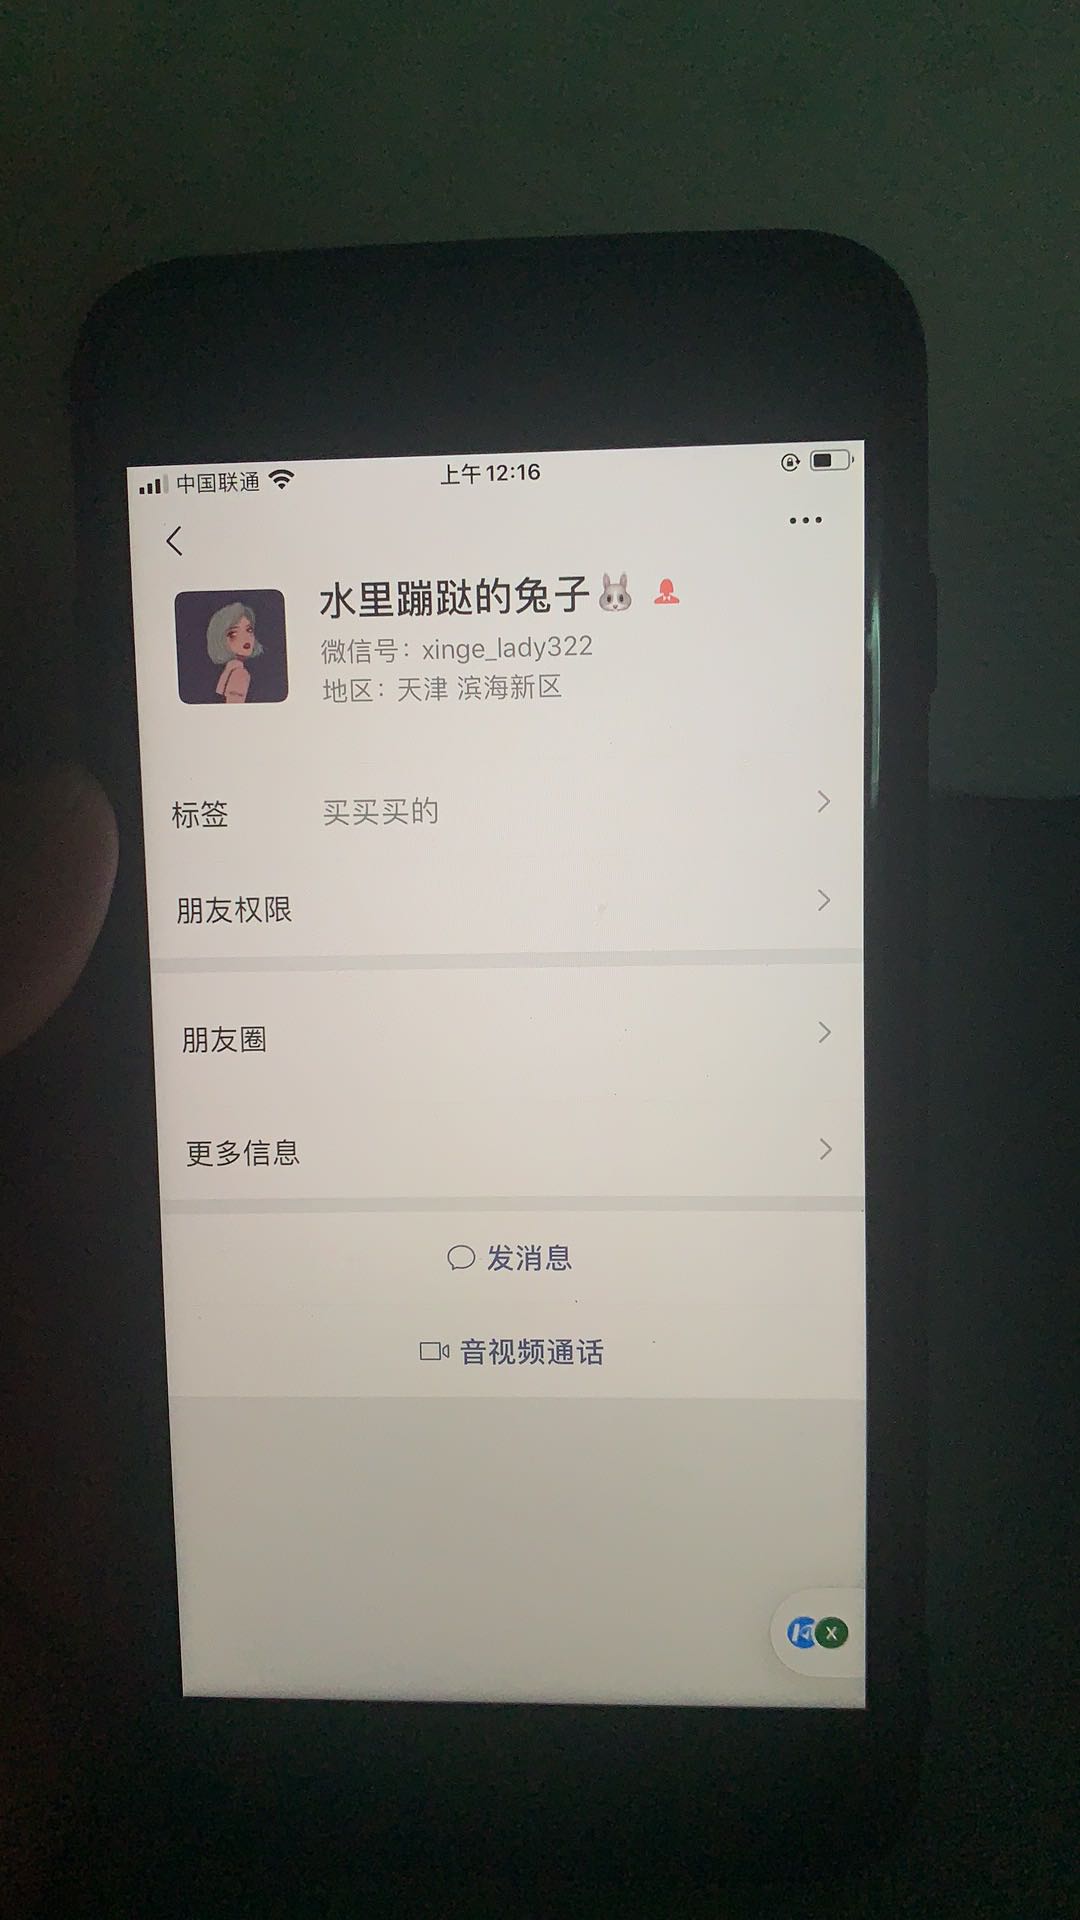 中国联通
上午12:16
水里蹦跶的兔子🐰
微信号：xinge_lady322
地区：天津 滨海新区
标签 买买买的
朋友权限
朋友圈
更多信息
发消息
音视频通话
X